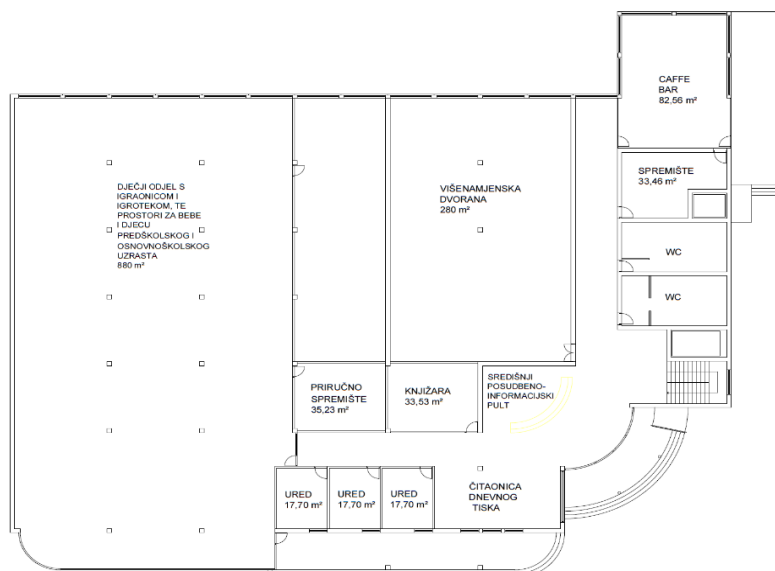 CAFFE
BAR
82,56 m²
DJEČJI ODJEL S
IGRAONICOM I
IGROTEKOM, TE
PROSTORI ZA BEBE
I DJECU
PREDŠKOLSKOG I
OSNOVNOŠKOLSKOG
UZRASTA
880 m²
VIŠENAMJENSKA
DVORANA
280 m²
SPREMIŠTE
33,46 m²
WC
WC
PRIRUČNO
SPREMIŠTE
35,23 m²
KNJIŽARA
33,53 m²
SREDIŠNJI
POSUDBENO-
INFORMACIJSKI
PULT
URED
17,70 m²
URED
17,70 m²
URED
17,70 m²
ČITAONICA
DNEVNOG
TISKA